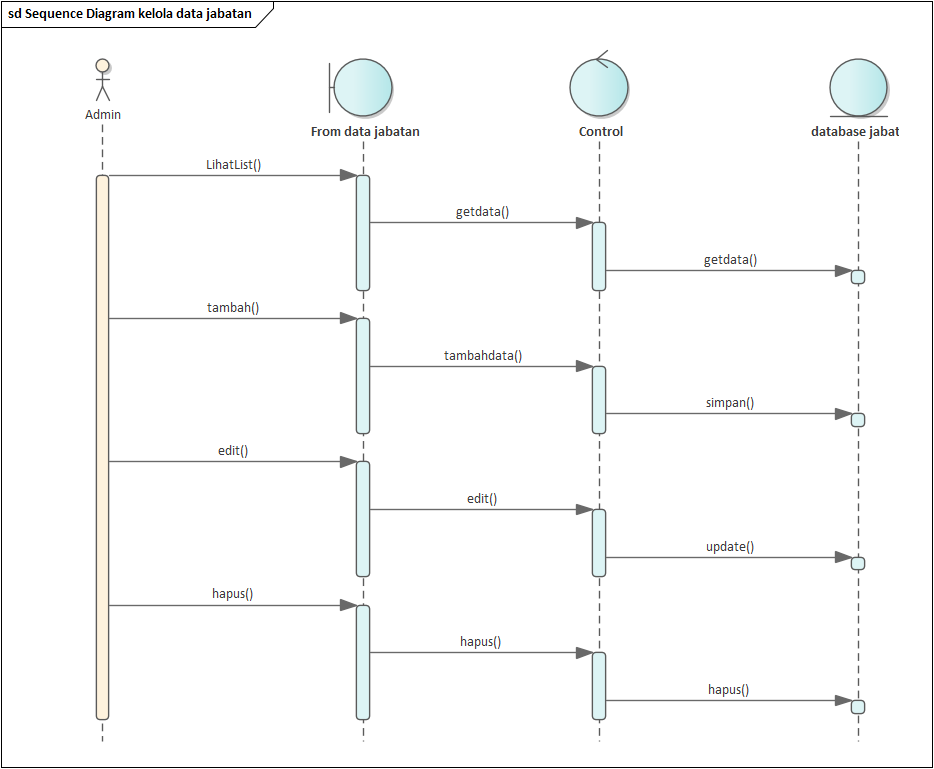 sd Sequence Diagram kelola data jabatan
Admin
From data jabatan
Control
database jabat
LihatList()
getdata()
getdata()
tambah()
tambahdata()
simpan()
edit()
edit()
update()
hapus()
hapus()
hapus()